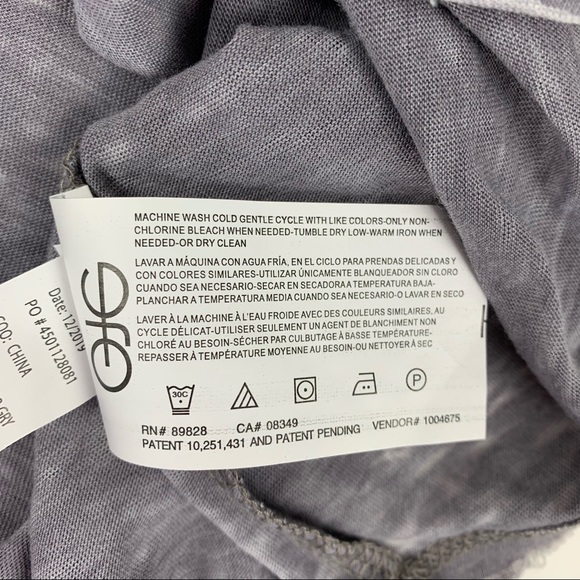 MACHINE WASH COLD GENTLE CYCLE WITH LIKE COLORS-ONLY NON-
CHLORINE BLEACH WHEN NEEDED-TUMBLE DRY LOW-WARM IRON WHEN
NEEDED-OR DRY CLEAN
LAVAR A MÁQUINA CON AGUA FRÍA, EN EL CICLO PARA PRENDAS DELICADAS Y
CON COLORES SIMILARES-UTILIZAR ÚNICAMENTE BLANQUEADOR SIN CLORO
CUANDO SEA NECESARIO-SECAR EN SECADORA A TEMPERATURA BAJA-
PLANCHAR A TEMPERATURA MEDIA CUANDO SEA NECESARIO-O LAVAR EN SECO
LAVER À LA MACHINE À L'EAU FROIDE AVEC DES COULEURS SIMILAIRES, AU
CYCLE DÉLICAT-UTILISER SEULEMENT UN AGENT DE BLANCHIMENT NON
CHLORÉ AU BESOIN-SÉCHER PAR CULBUTAGE À BASSE TEMPÉRATURE-
REPASSER À TEMPÉRATURE MOYENNE AU BESOIN OU NETTOYER À SEC
30C
P
RN# 89828 CA# 08349 VENDOR# 1004675
PATENT 10,251,431 AND PATENT PENDING
Date: 12/2019
PO # 4501128081
COO: CHINA
GRY